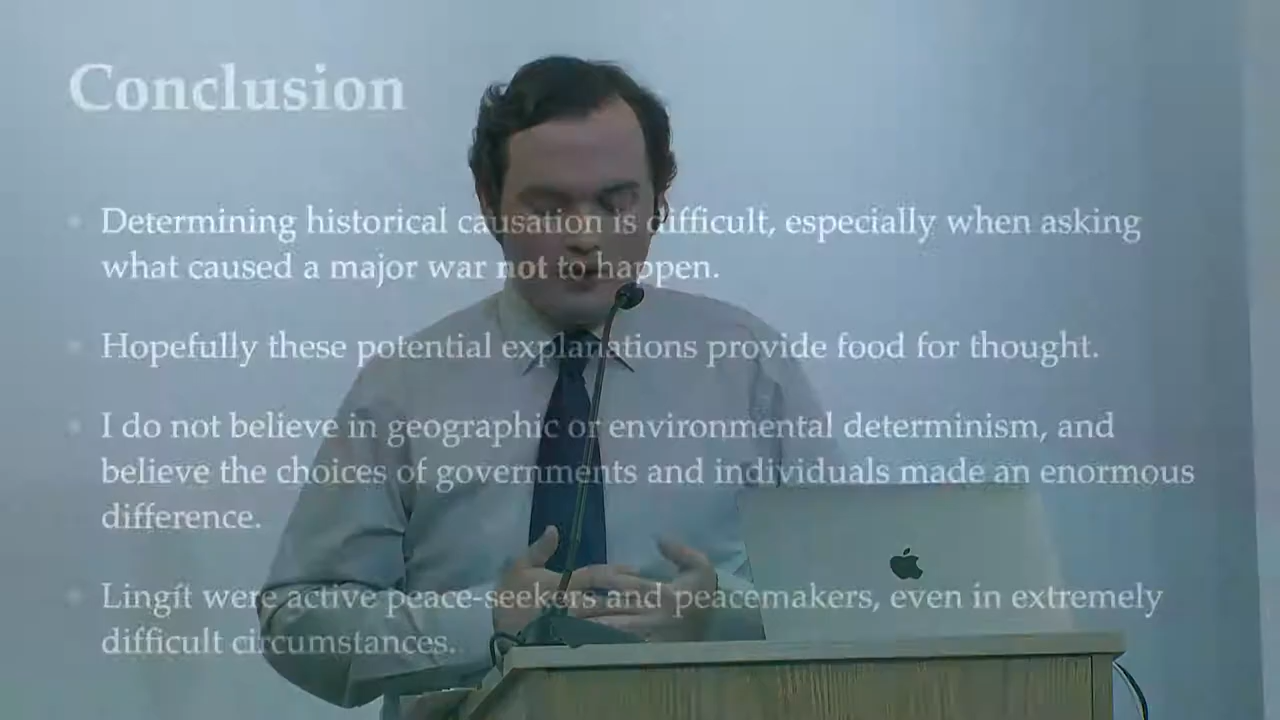 Conclusion
Determining historical causation is difficult, especially when asking
what caused a major war not to happen.
Hopefully these potential explanations provide food for thought.
I do not believe in geographic or environmental determinism, and
believe the choices of governments and individuals made an enormous
difference.
Lingít were active peace-seekers and peacemakers, even in extremely
difficult circumstances.